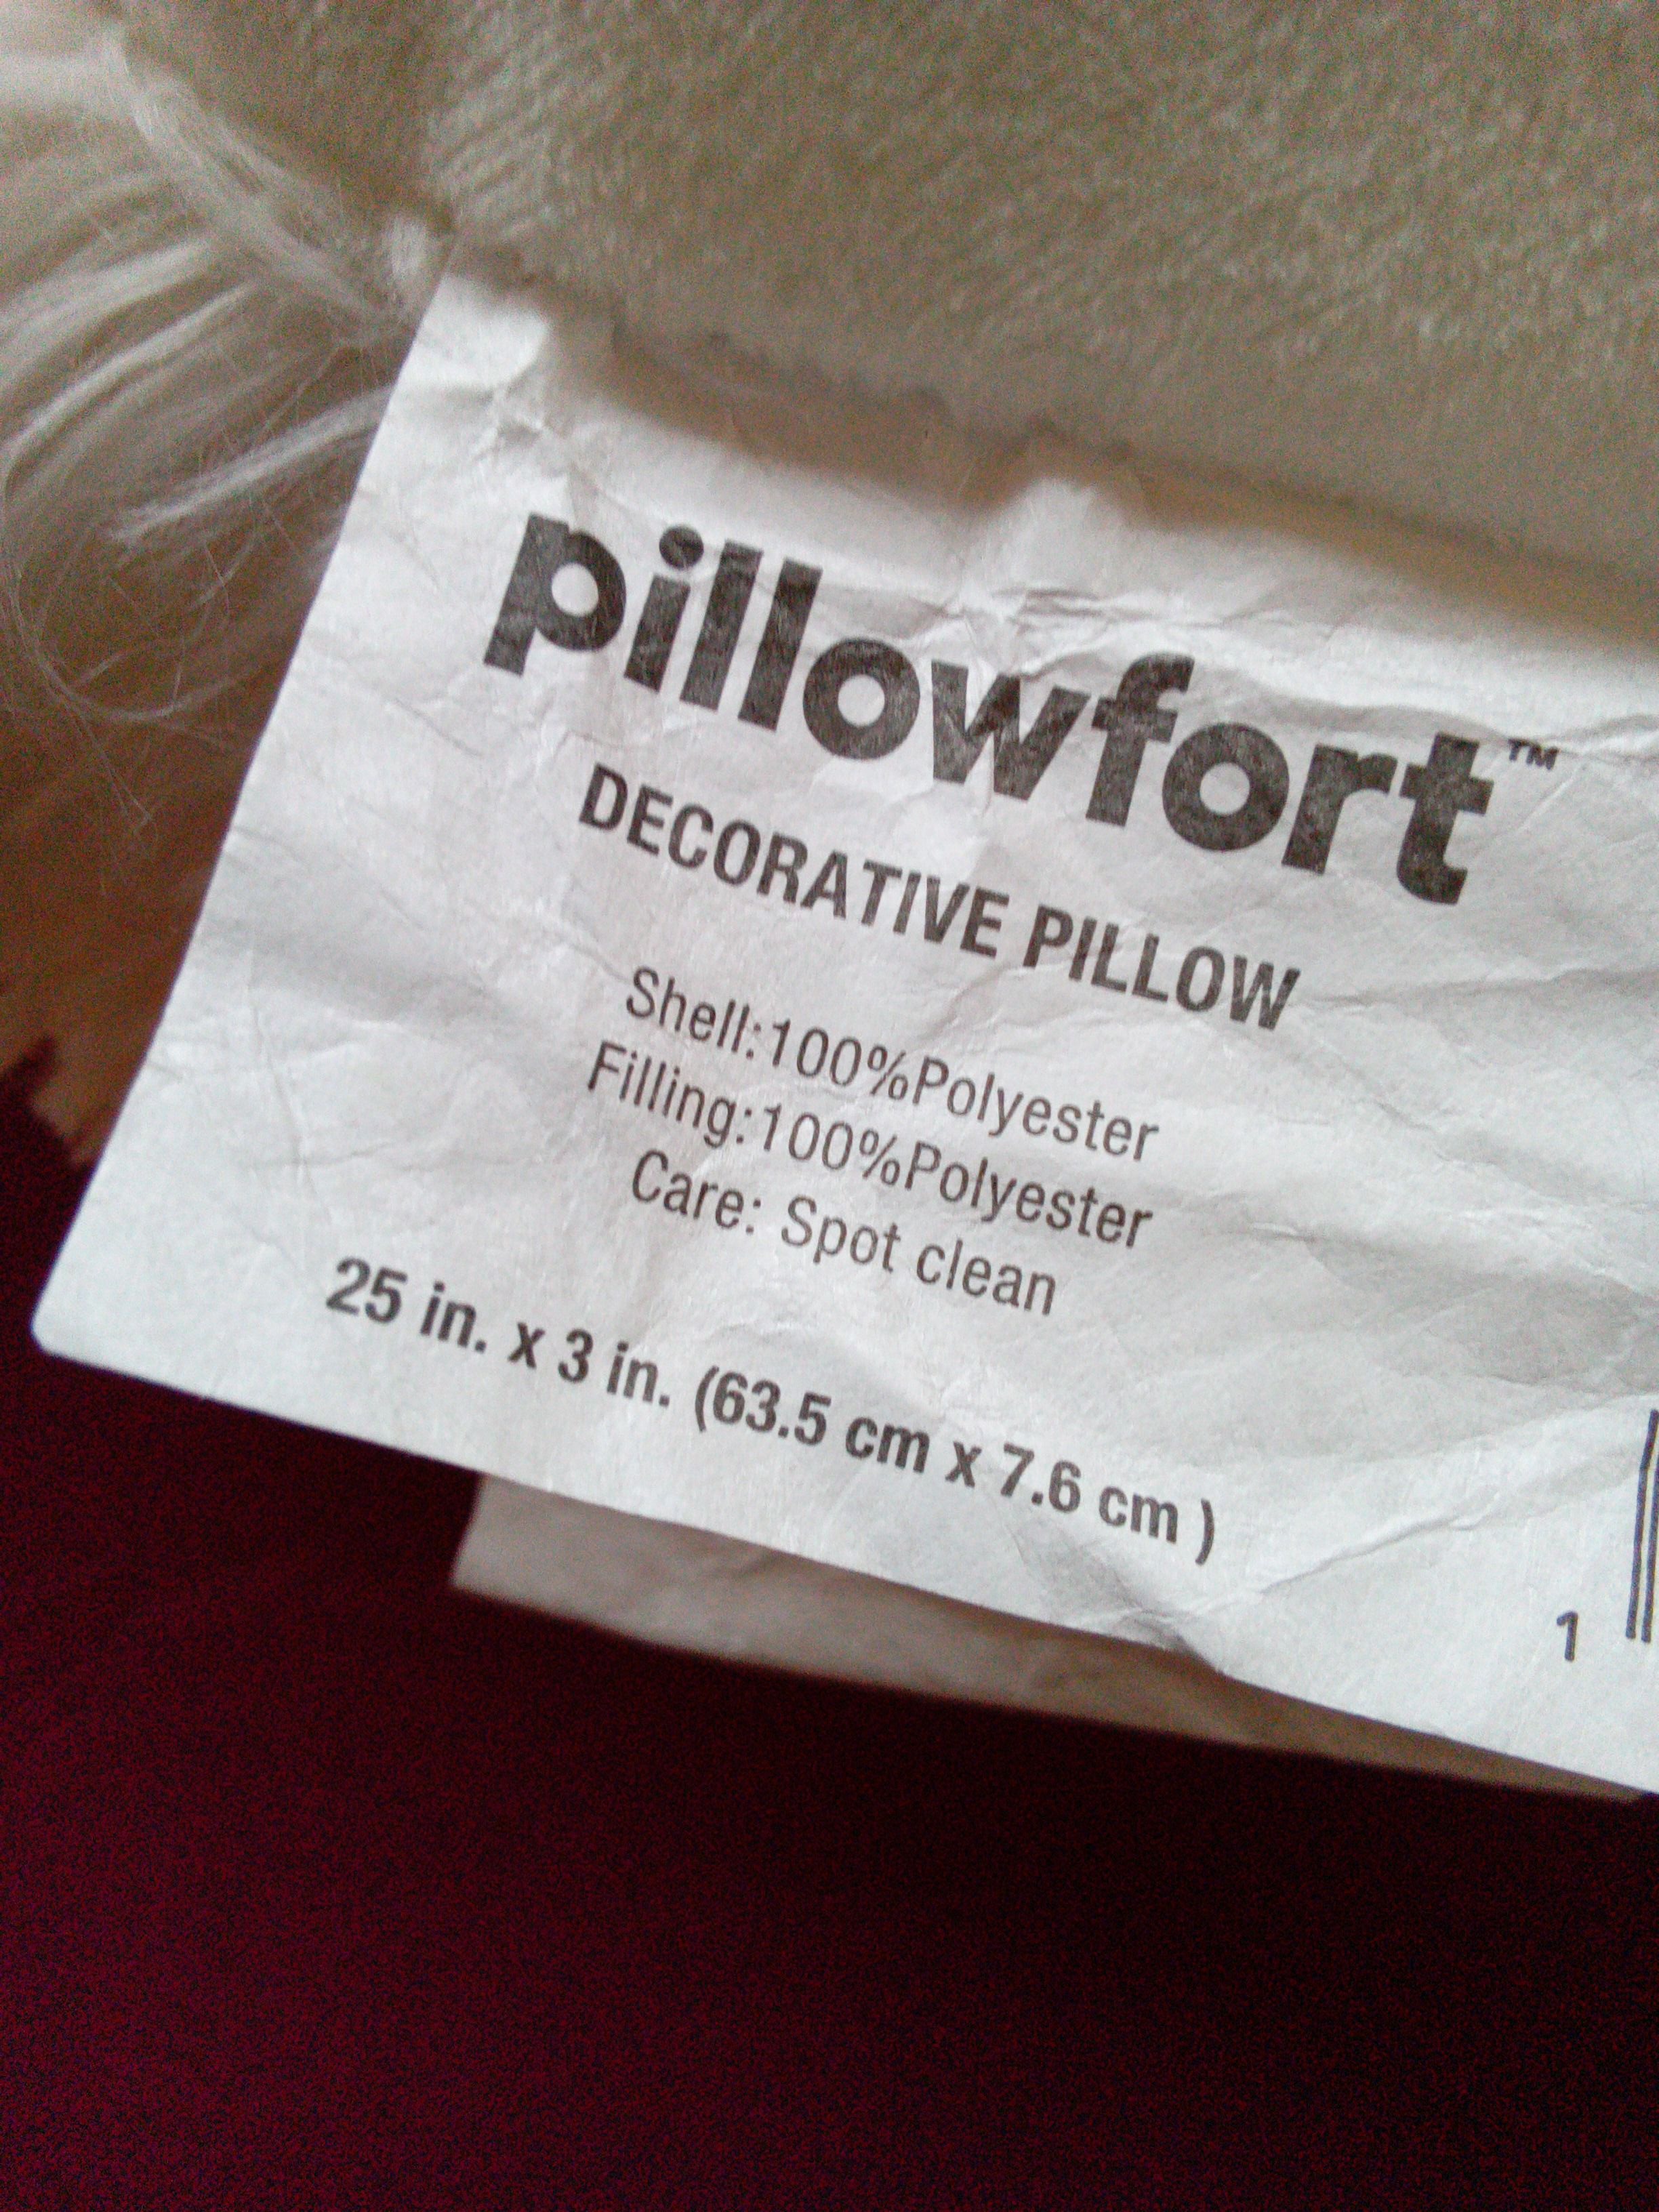 pillowfort™
DECORATIVE PILLOW
Shell:100%Polyester
Filling:100%Polyester
Care: Spot clean
25 in. x 3 in. (63.5 cm x 7.6 cm )
1